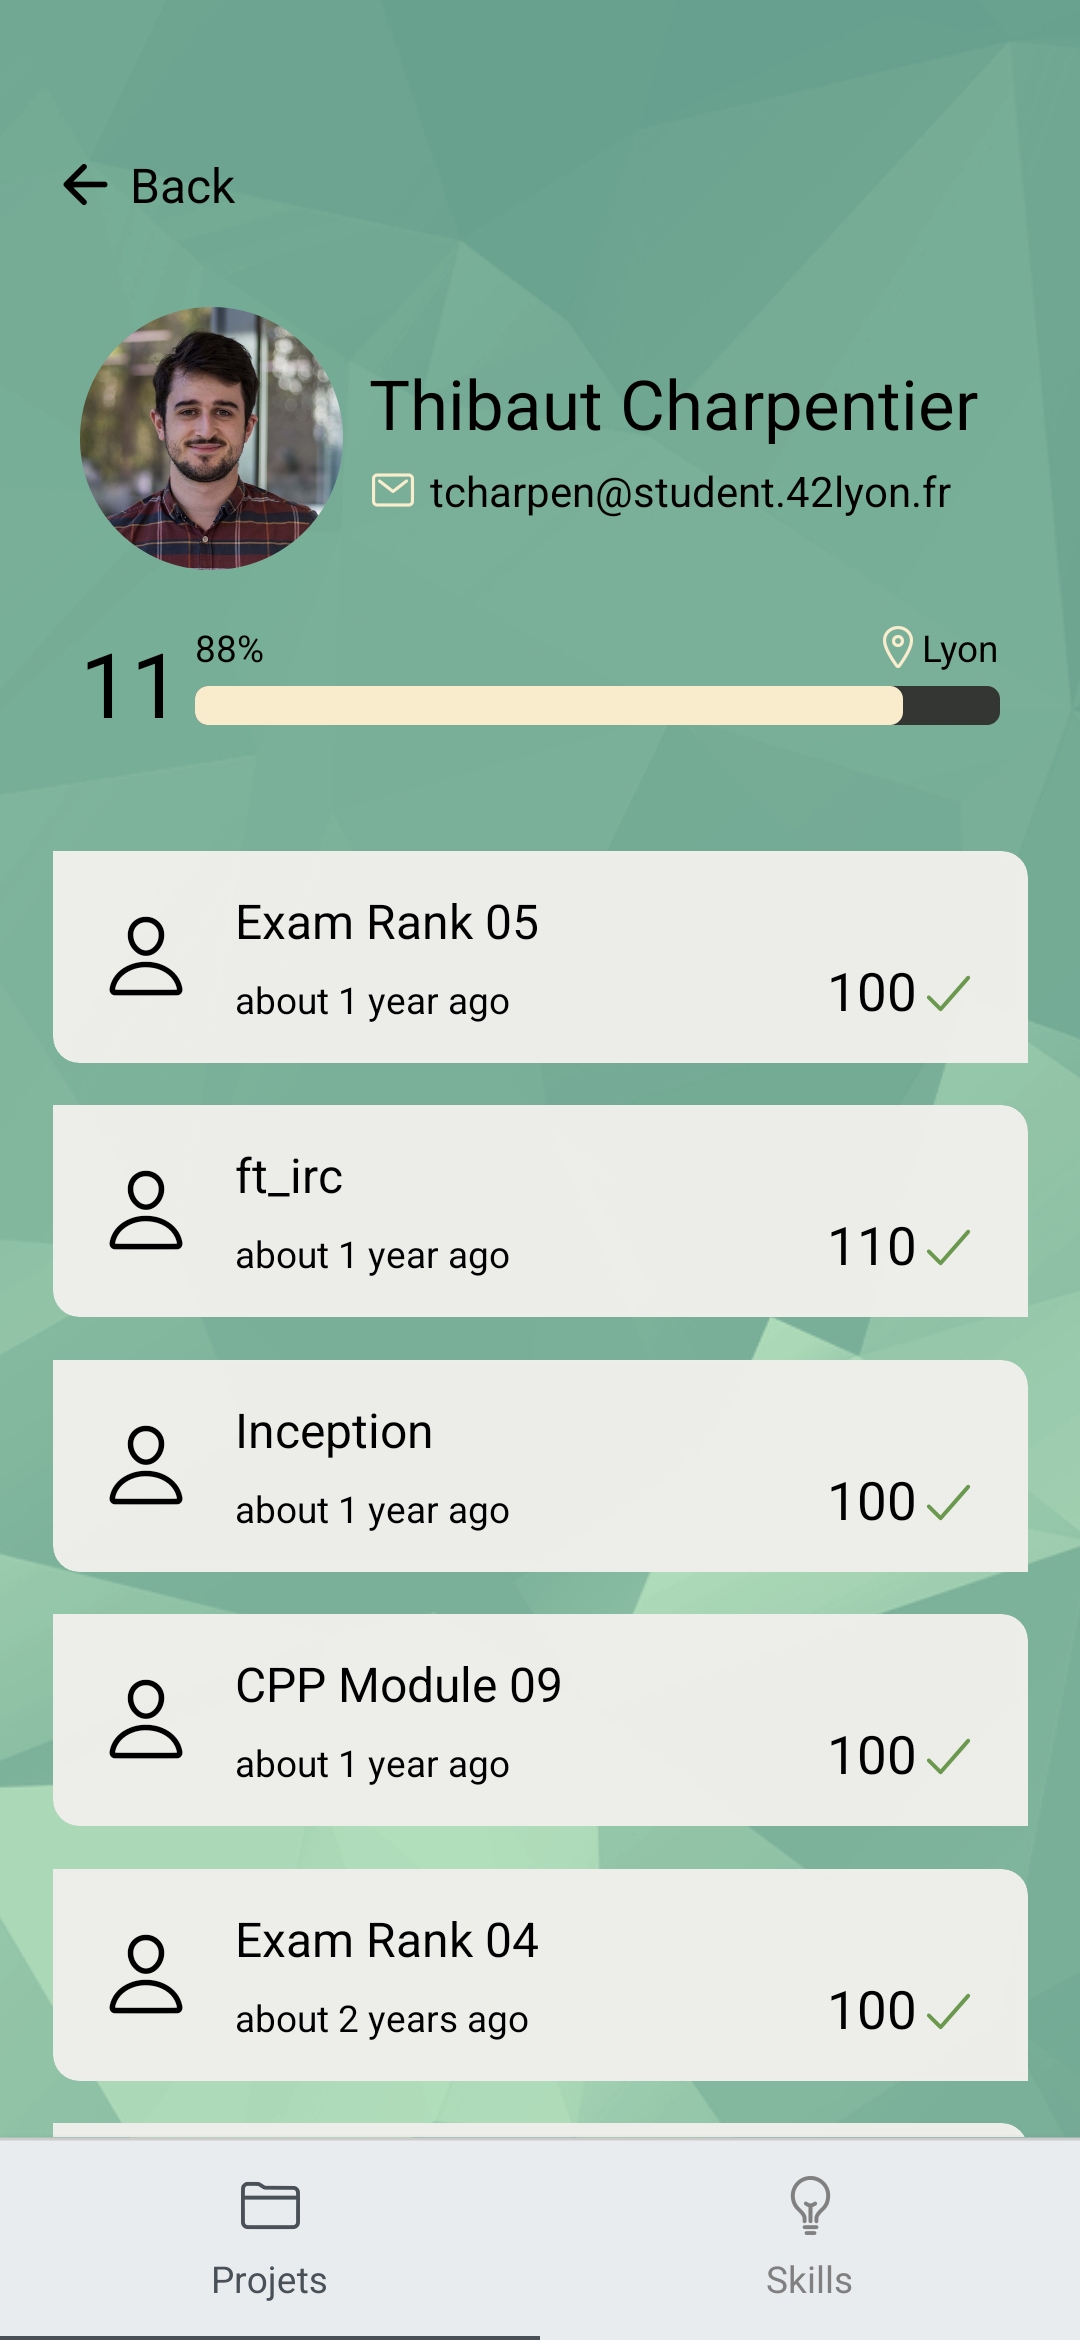 Back
Thibaut Charpentier
tcharpen@student.42lyon.fr
11
88%
Lyon
Exam Rank 05
about 1 year ago
100
ft_irc
about 1 year ago
110
Inception
about 1 year ago
100
CPP Module 09
about 1 year ago
100
Exam Rank 04
about 2 years ago
100
Projets
Skills